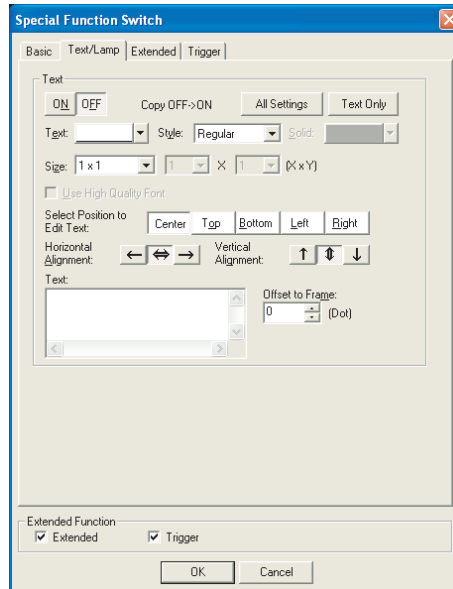 Special Function Switch
Basic Text/Lamp Extended Trigger
Text
ON OFF Copy OFF->ON All Settings Text Only
Text: Style: Regular Solid:
Size: 1 x 1 1 X 1 (X x Y)
Use High Quality Font
Select Position to
Edit Text: Center Top Bottom Left Right
Horizontal
Alignment: ← ⇔ → Vertical
Alignment: ↑ ⇕ ↓
Text:
Offset to Frame:
0 (Dot)
Extended Function
Extended Trigger
OK Cancel